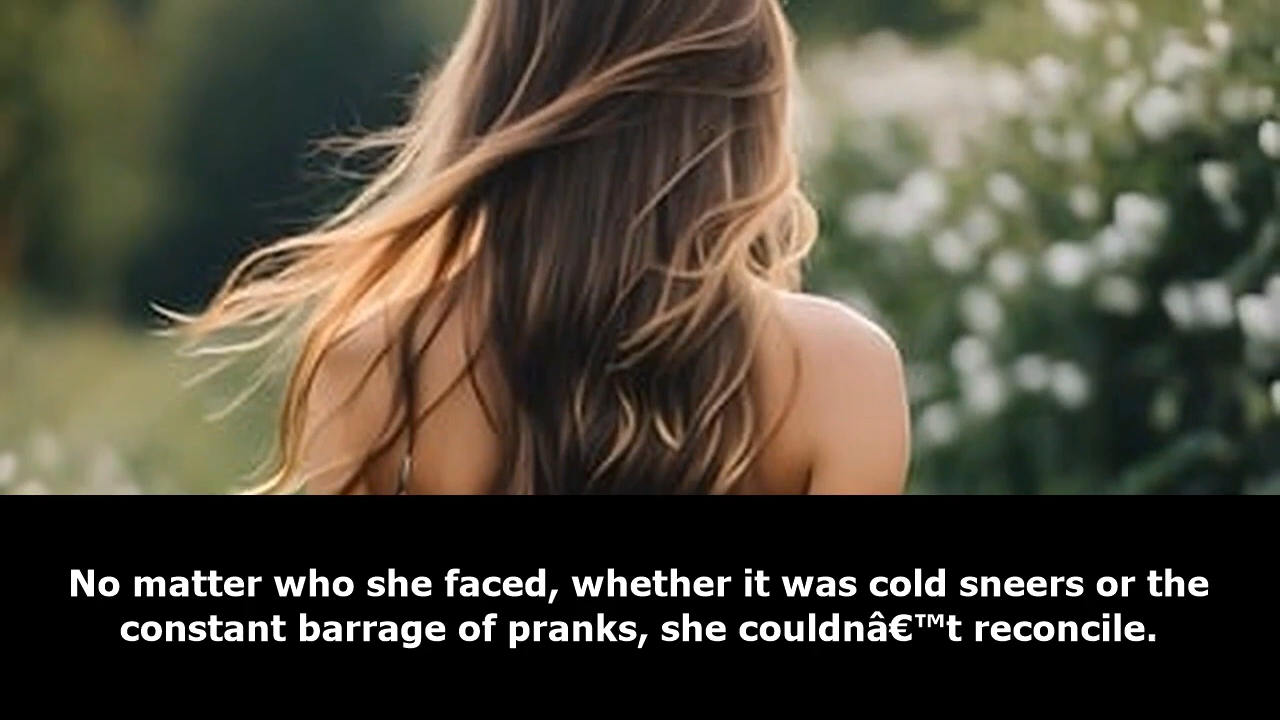 No matter who she faced, whether it was cold sneers or the
constant barrage of pranks, she couldnâ€™t reconcile.